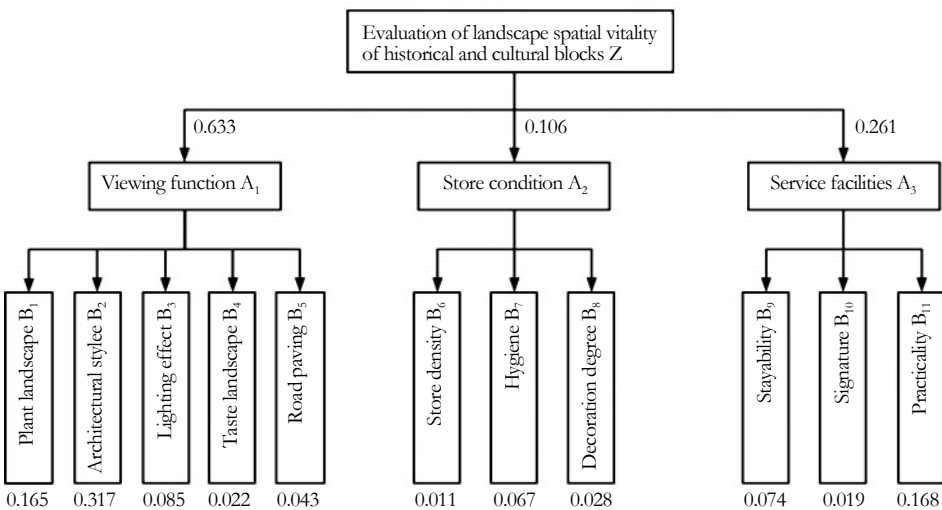 Evaluation of landscape spatial vitality
of historical and cultural blocks Z
0.633
0.106
0.261
Viewing function A₁
Store condition A₂
Service facilities A₃
Plant landscape B₁
Architectural stylee B₂
Lighting effect B₃
Taste landscape B₄
Road paving B₅
Store density B₆
Hygiene B₇
Decoration degree B₈
Stayability B₉
Signature B₁₀
Practicality B₁₁
0.165
0.317
0.085
0.022
0.043
0.011
0.067
0.028
0.074
0.019
0.168